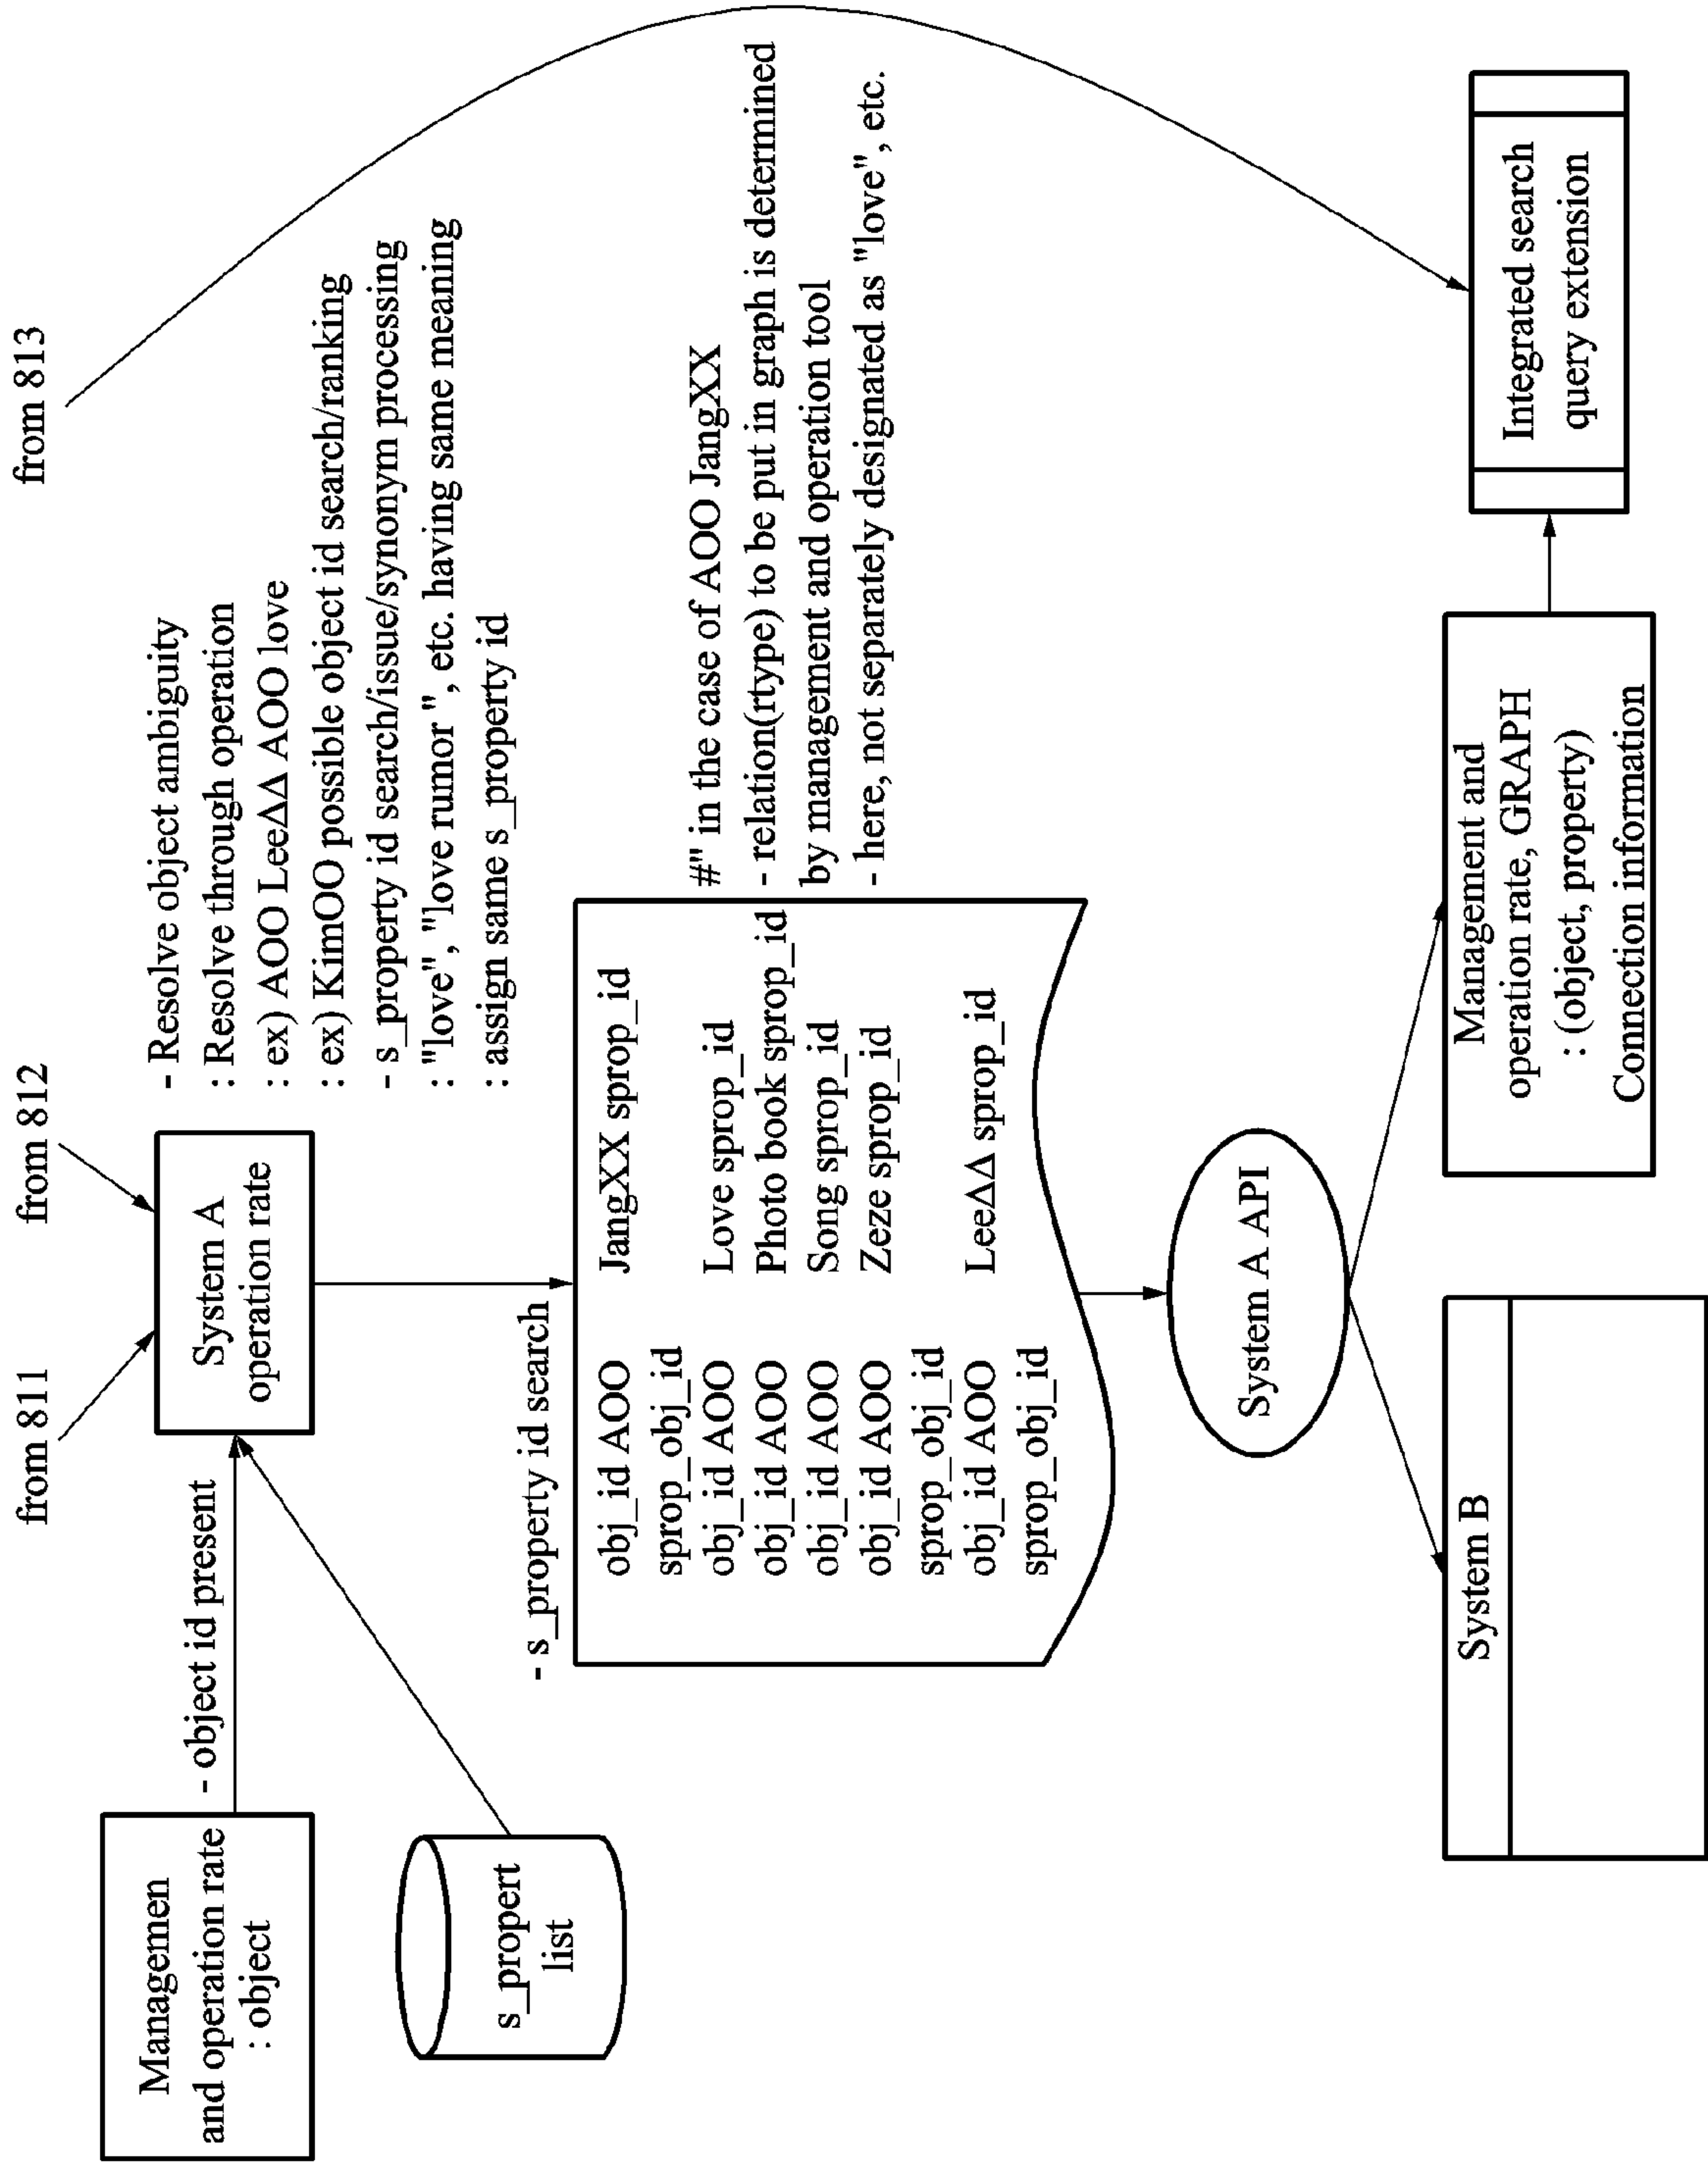 from 811
from 812
from 813
Managemen
and operation rate
: object
- object id present
System A
operation rate
- Resolve object ambiguity
: Resolve through operation
: ex) AOO LeeΔΔ AOO love
: ex) KimOO possible object id search/ranking
- s_property id search/issue/synonym processing
: "love", "love rumor ", etc. having same meaning
: assign same s_property id
s_propert
list
- s_property id search
obj_id AOO JangXX sprop_id
sprop_obj_id
obj_id AOO Love sprop_id
obj_id AOO Photo book sprop_id
obj_id AOO Song sprop_id
obj_id AOO Zeze sprop_id
sprop_obj_id
obj_id AOO LeeΔΔ sprop_id
sprop_obj_id
#" in the case of AOO JangXX
- relation(rtype) to be put in graph is determined
by management and operation tool
- here, not separately designated as "love", etc.
System A API
System B
Management and
operation rate, GRAPH
: (object, property)
Connection information
Integrated search
query extension